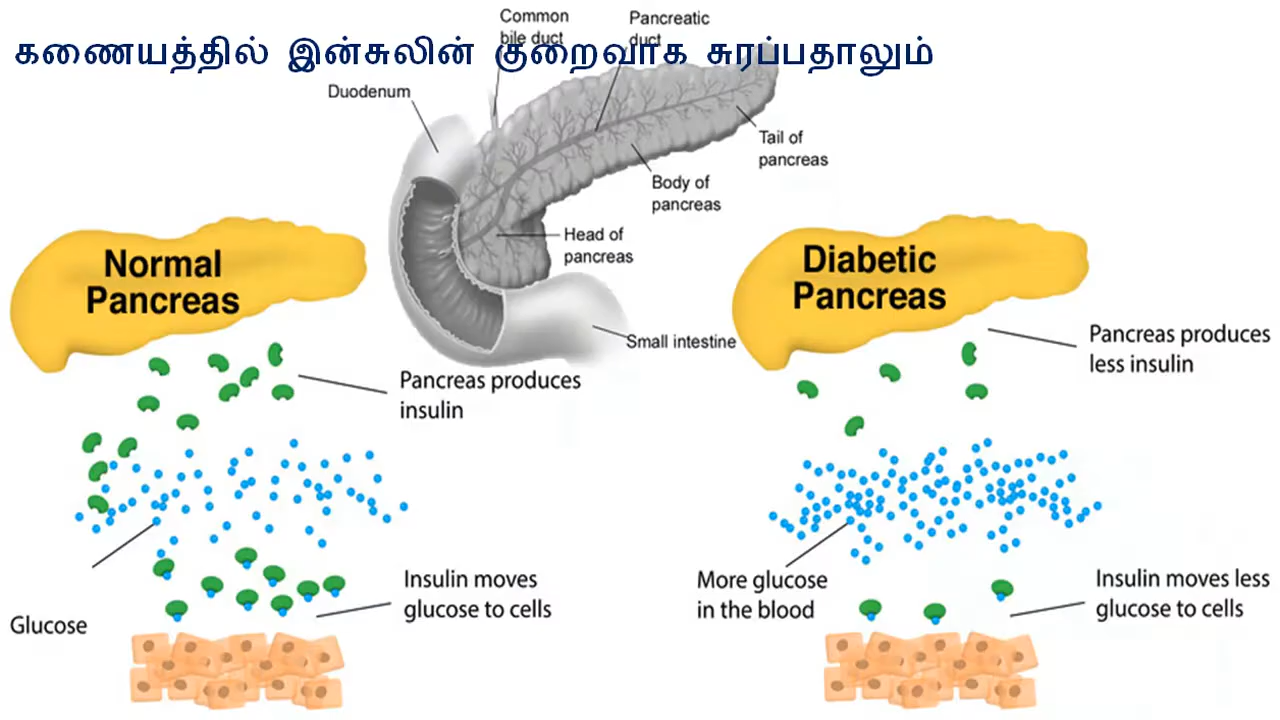 கணையத்தில் இன்சுலின் குறைவாக சுரப்பதாலும்
Common
bile duct
Pancreatic
duct
Duodenum
Tail of
pancreas
Body of
pancreas
Head of
pancreas
Small intestine
Normal
Pancreas
Pancreas produces
insulin
Glucose
Insulin moves
glucose to cells
Diabetic
Pancreas
Pancreas produces
less insulin
More glucose
in the blood
Insulin moves less
glucose to cells